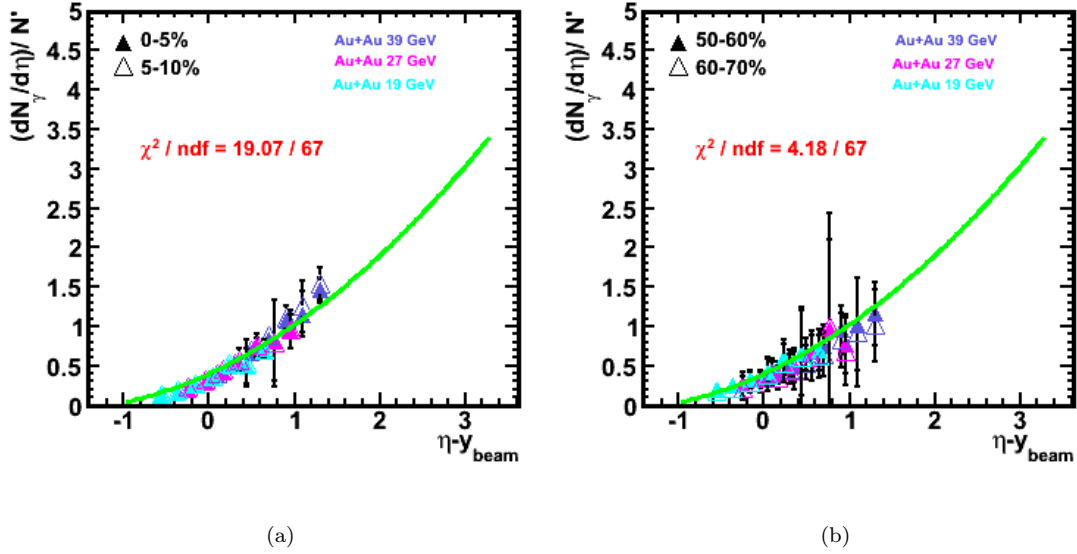 (dN_γ/dη)/ N'
5
4.5
4
3.5
3
2.5
2
1.5
1
0.5
0
0-5%
5-10%
Au+Au 39 GeV
Au+Au 27 GeV
Au+Au 19 GeV
χ² / ndf = 19.07 / 67
-1 0 1 2 3
η-y_beam
(a)
(dN_γ/dη)/ N'
5
4.5
4
3.5
3
2.5
2
1.5
1
0.5
0
50-60%
60-70%
Au+Au 39 GeV
Au+Au 27 GeV
Au+Au 19 GeV
χ² / ndf = 4.18 / 67
-1 0 1 2 3
η-y_beam
(b)